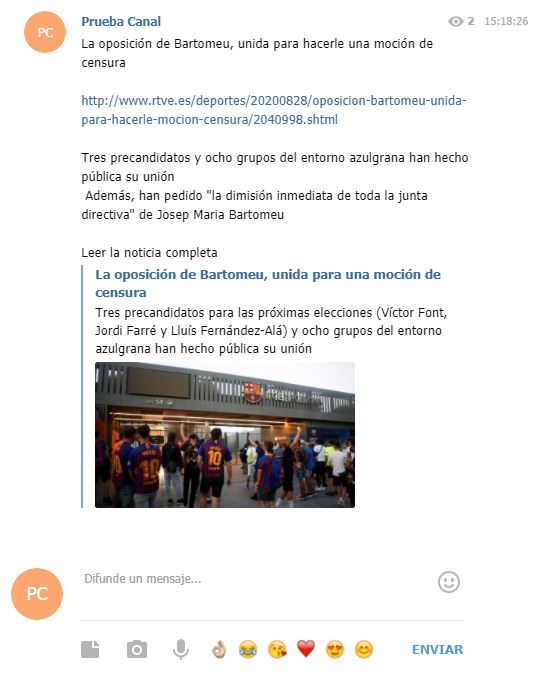 PC
Prueba Canal
2 15:18:26
La oposición de Bartomeu, unida para hacerle una moción de
censura
http://www.rtve.es/deportes/20200828/oposicion-bartomeu-unida-
para-hacerle-mocion-censura/2040998.shtml
Tres precandidatos y ocho grupos del entorno azulgrana han hecho
pública su unión
Además, han pedido "la dimisión inmediata de toda la junta
directiva" de Josep Maria Bartomeu
Leer la noticia completa
La oposición de Bartomeu, unida para una moción de
censura
Tres precandidatos para las próximas elecciones (Víctor Font,
Jordi Farré y Lluís Fernández-Alá) y ocho grupos del entorno
azulgrana han hecho pública su unión
10
10
PC
Difunde un mensaje...
ENVIAR